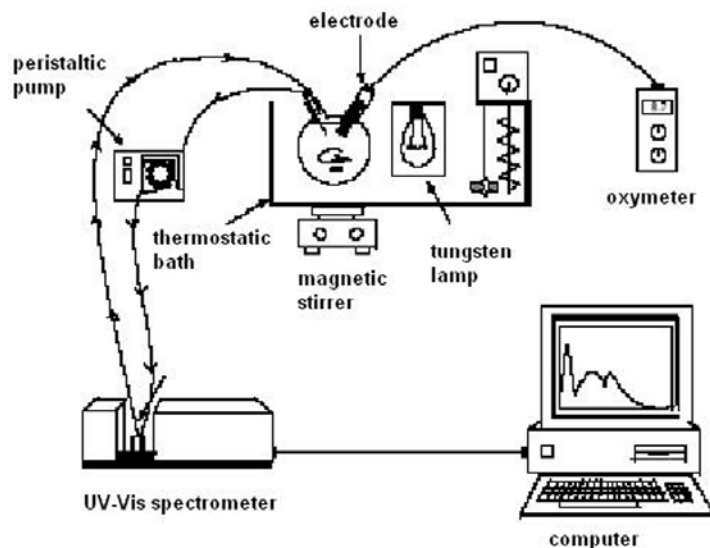 electrode
peristaltic
pump
oxymeter
thermostatic
bath
tungsten
lamp
magnetic
stirrer
UV-Vis spectrometer
computer